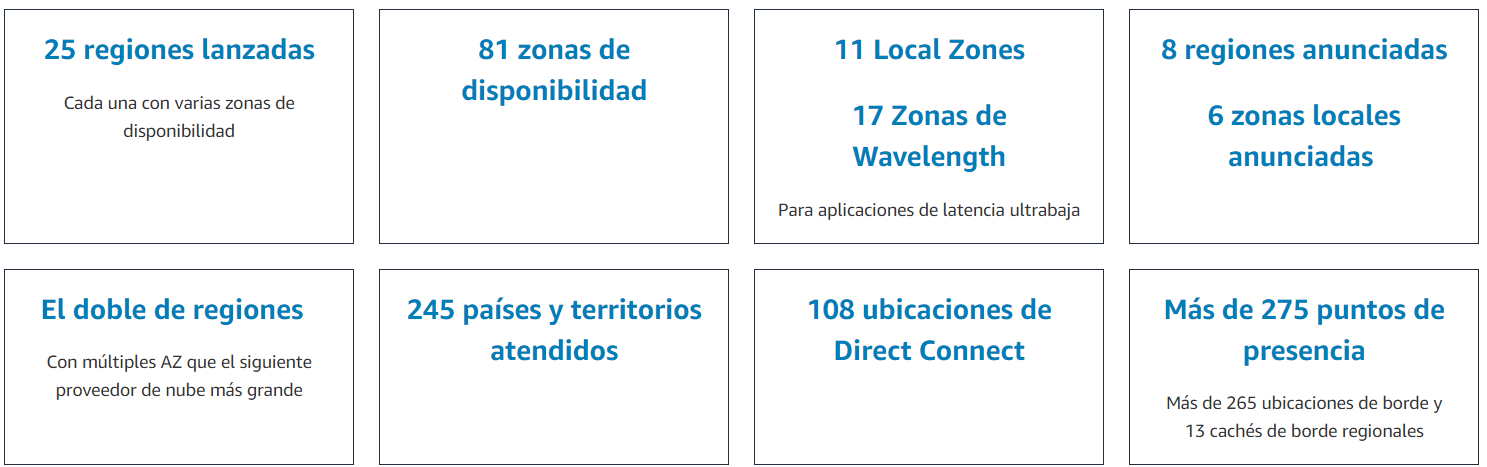 25 regiones lanzadas
Cada una con varias zonas de
disponibilidad
81 zonas de
disponibilidad
11 Local Zones
17 Zonas de
Wavelength
Para aplicaciones de latencia ultrabaja
8 regiones anunciadas
6 zonas locales
anunciadas
El doble de regiones
Con múltiples AZ que el siguiente
proveedor de nube más grande
245 países y territorios
atendidos
108 ubicaciones de
Direct Connect
Más de 275 puntos de
presencia
Más de 265 ubicaciones de borde y
13 cachés de borde regionales